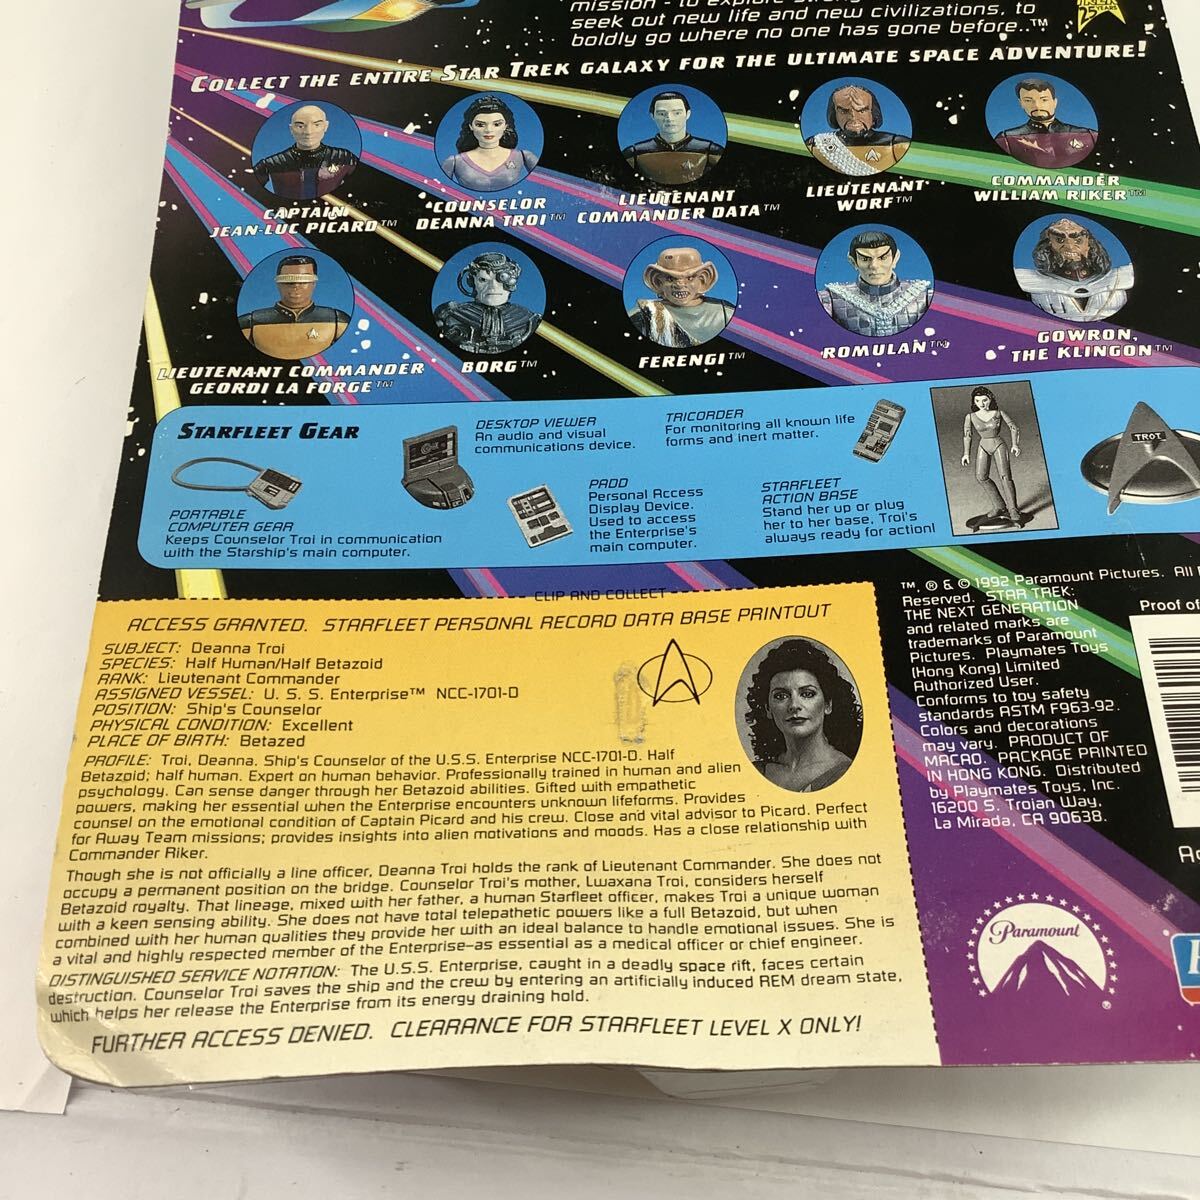 mission - to explore
seek out new life and new civilizations, to
boldly go where no one has gone before..™
25 YEARS
COLLECT THE ENTIRE STAR TREK GALAXY FOR THE ULTIMATE SPACE ADVENTURE!
CAPTAIN
JEAN-LUC PICARD™
COUNSELOR
DEANNA TROI™
LIEUTENANT
COMMANDER DATA™
LIEUTENANT
WORF™
COMMANDER
WILLIAM RIKER™
LIEUTENANT COMMANDER
GEORDI LA FORGE™
BORG™
FERENGI™
ROMULAN™
GOWRON,
THE KLINGON™
STARFLEET GEAR
PORTABLE
COMPUTER GEAR
Keeps Counselor Troi in communication
with the Starship's main computer.
DESKTOP VIEWER
An audio and visual
communications device.
PADD
Personal Access
Display Device.
Used to access
the Enterprise's
main computer.
TRICORDER
For monitoring all known life
forms and inert matter.
STARFLEET
ACTION BASE
Stand her up or plug
her to her base, Troi's
always ready for action!
TROI
CLIP AND COLLECT
ACCESS GRANTED. STARFLEET PERSONAL RECORD DATA BASE PRINTOUT
SUBJECT: Deanna Troi
SPECIES: Half Human/Half Betazoid
RANK: Lieutenant Commander
ASSIGNED VESSEL: U. S. S. Enterprise™ NCC-1701-D
POSITION: Ship's Counselor
PHYSICAL CONDITION: Excellent
PLACE OF BIRTH: Betazed
PROFILE: Troi, Deanna. Ship's Counselor of the U.S.S. Enterprise NCC-1701-D. Half
Betazoid; half human. Expert on human behavior. Professionally trained in human and alien
psychology. Can sense danger through her Betazoid abilities. Gifted with empathetic
powers, making her essential when the Enterprise encounters unknown lifeforms. Provides
counsel on the emotional condition of Captain Picard and his crew. Close and vital advisor to Picard. Perfect
for Away Team missions; provides insights into alien motivations and moods. Has a close relationship with
Commander Riker.
Though she is not officially a line officer, Deanna Troi holds the rank of Lieutenant Commander. She does not
occupy a permanent position on the bridge. Counselor Troi's mother, Lwaxana Troi, considers herself
Betazoid royalty. That lineage, mixed with her father, a human Starfleet officer, makes Troi a unique woman
with a keen sensing ability. She does not have total telepathetic powers like a full Betazoid, but when
combined with her human qualities they provide her with an ideal balance to handle emotional issues. She is
a vital and highly respected member of the Enterprise-as essential as a medical officer or chief engineer.
DISTINGUISHED SERVICE NOTATION: The U.S.S. Enterprise, caught in a deadly space rift, faces certain
destruction. Counselor Troi saves the ship and the crew by entering an artificially induced REM dream state,
which helps her release the Enterprise from its energy draining hold.
FURTHER ACCESS DENIED. CLEARANCE FOR STARFLEET LEVEL X ONLY!
™, ® & © 1992 Paramount Pictures. All
Reserved. STAR TREK:
THE NEXT GENERATION
and related marks are
trademarks of Paramount
Pictures. Playmates Toys
(Hong Kong) Limited
Authorized User.
Conforms to toy safety
standards ASTM F963-92.
Colors and decorations
may vary. PRODUCT OF
MACAO. PACKAGE PRINTED
IN HONG KONG. Distributed
by Playmates Toys, Inc.
16200 S. Trojan Way,
La Mirada, CA 90638.
Proof of
Paramount
®